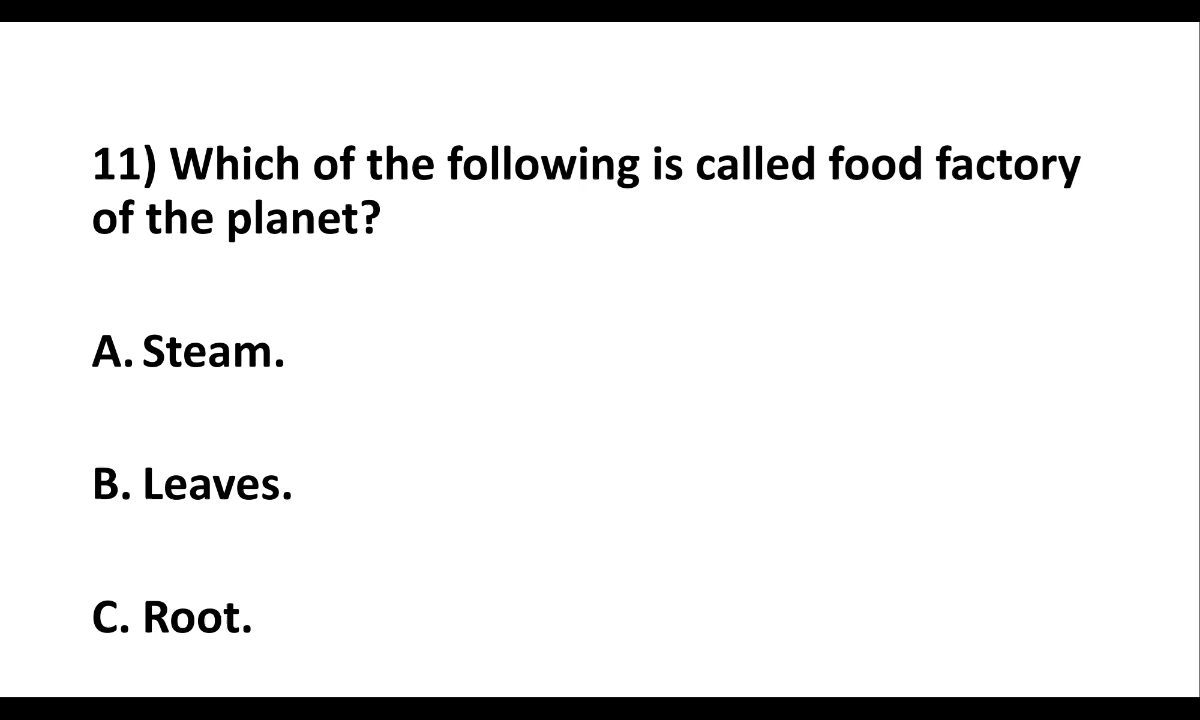 11) Which of the following is called food factory
of the planet?
A. Steam.
B. Leaves.
C. Root.